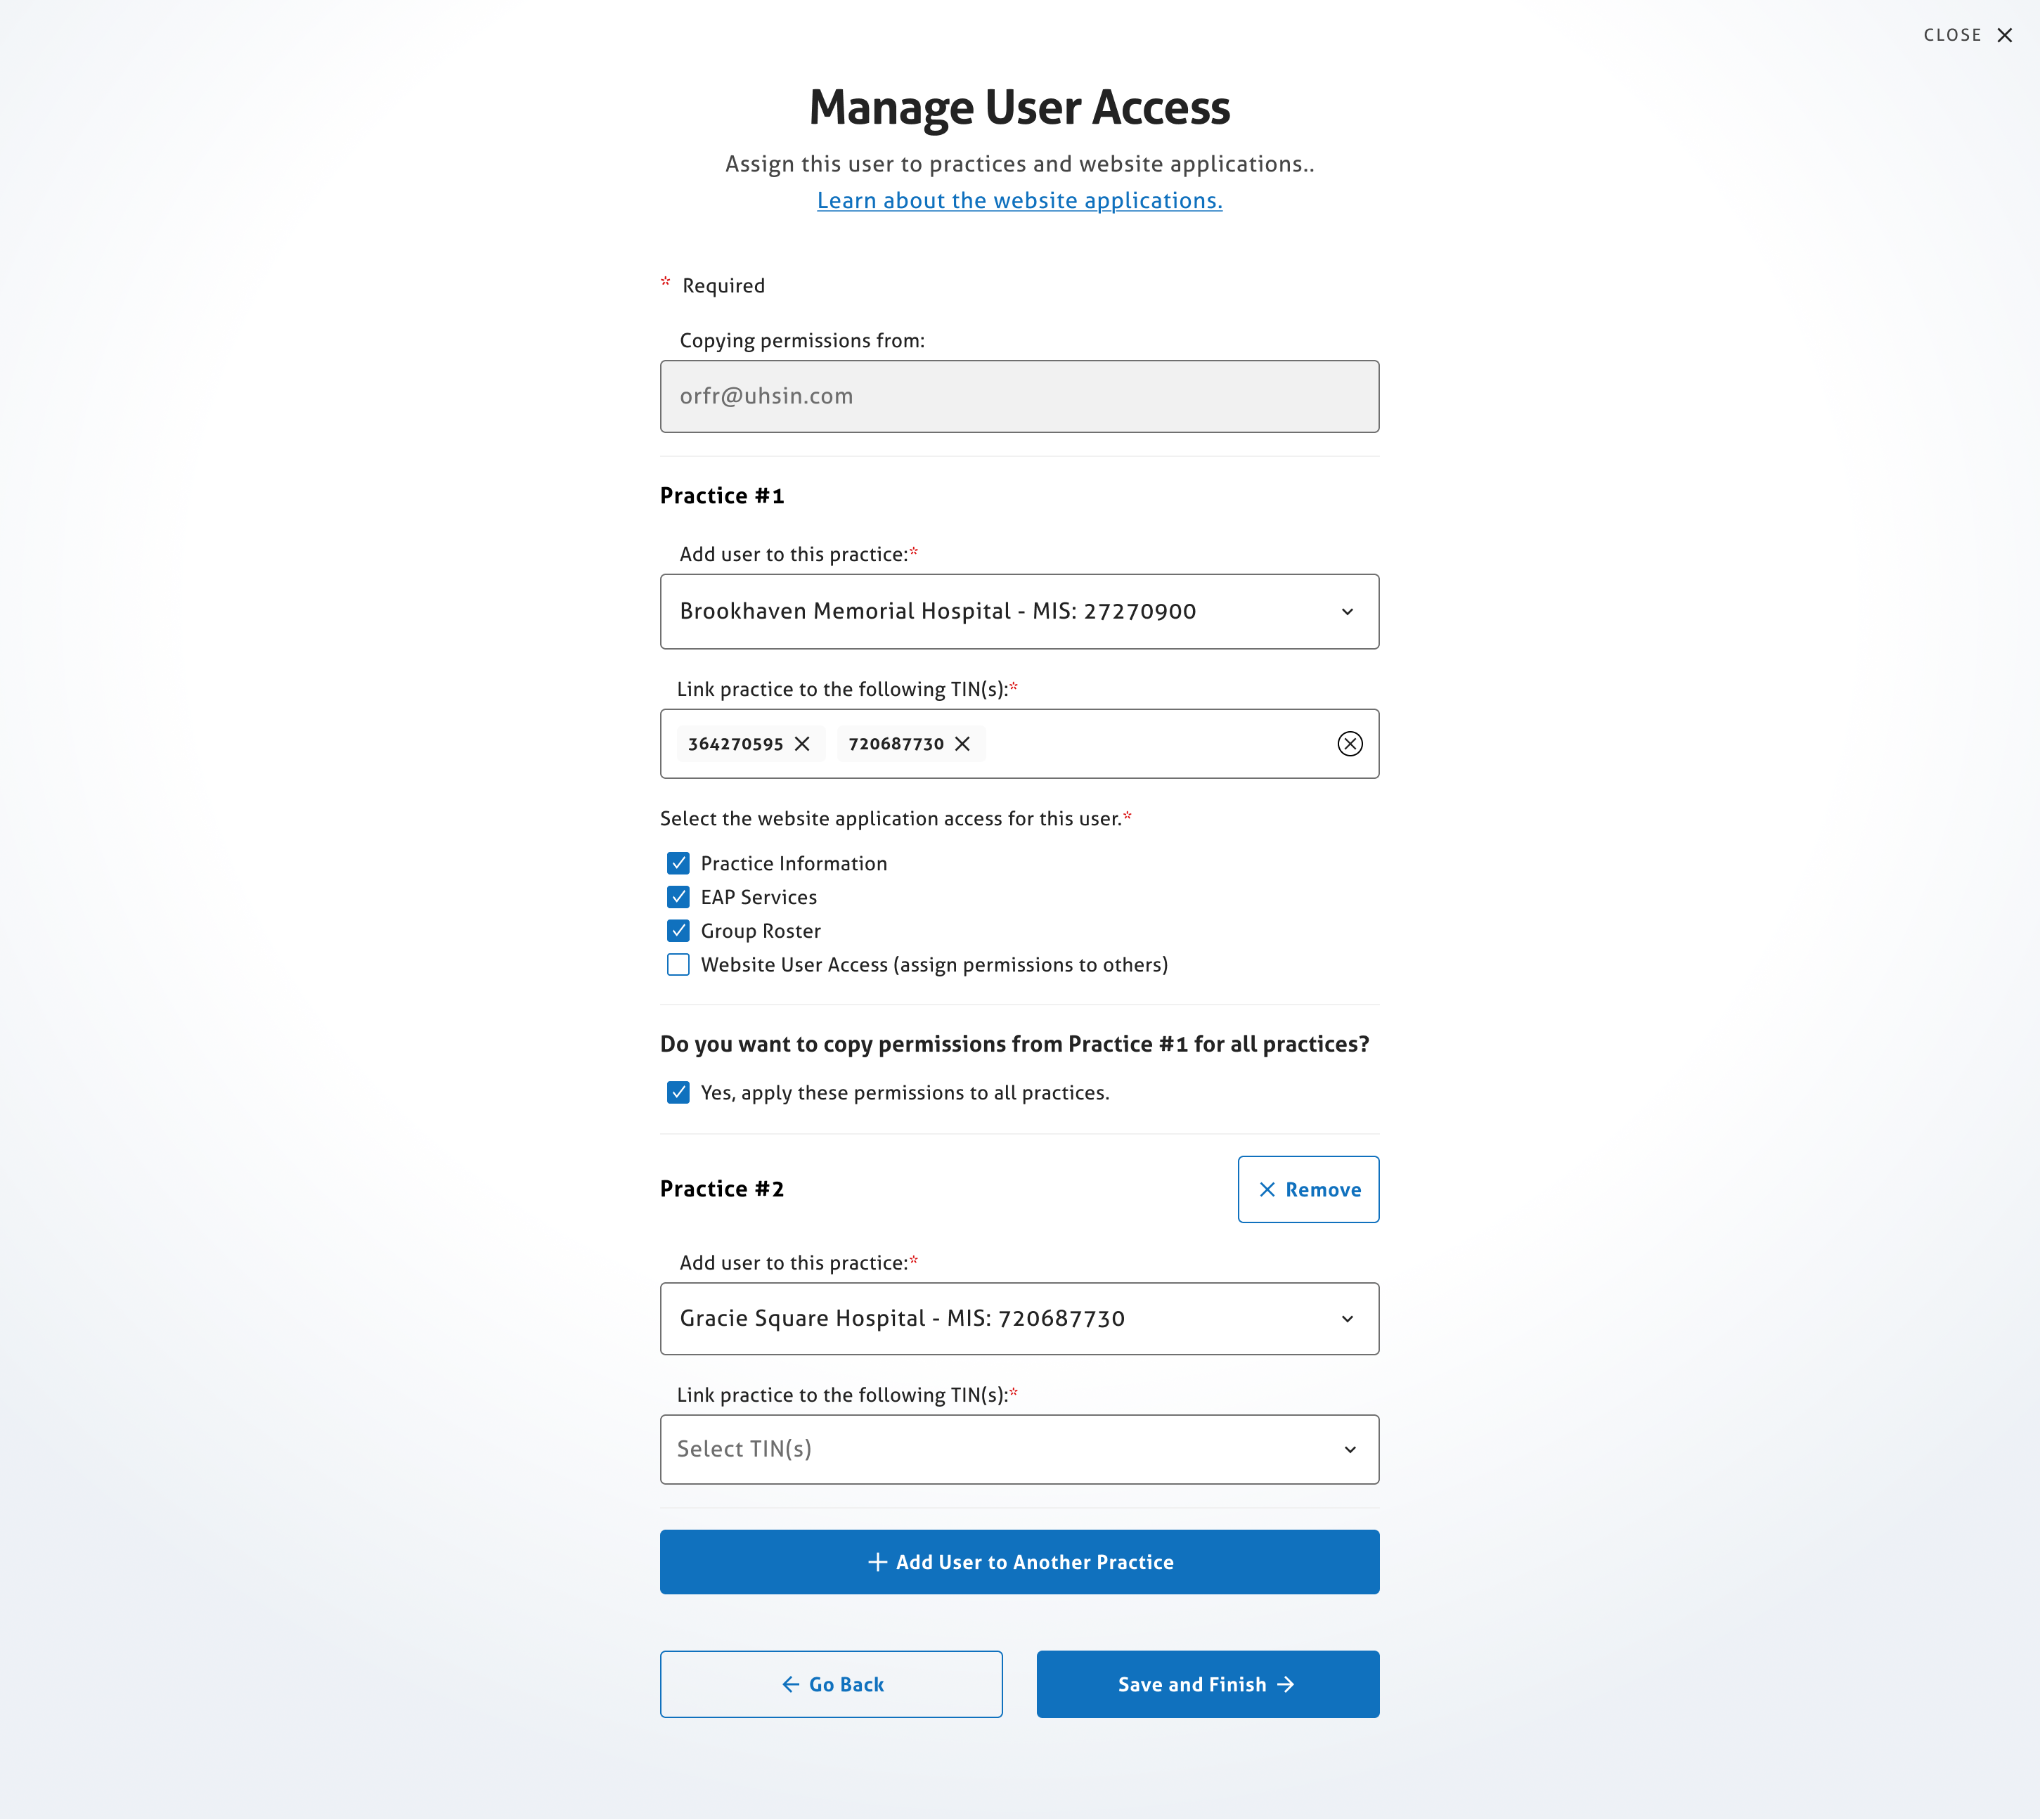 CLOSE
Manage User Access
Assign this user to practices and website applications..
Learn about the website applications.
* Required
Copying permissions from:
orfr@uhsin.com
Practice #1
Add user to this practice:*
Brookhaven Memorial Hospital - MIS: 27270900
Link practice to the following TIN(s):*
364270595 720687730
Select the website application access for this user.*
Practice Information
EAP Services
Group Roster
Website User Access (assign permissions to others)
Do you want to copy permissions from Practice #1 for all practices?
Yes, apply these permissions to all practices.
Practice #2
Remove
Add user to this practice:*
Gracie Square Hospital - MIS: 720687730
Link practice to the following TIN(s):*
Select TIN(s)
Add User to Another Practice
Go Back
Save and Finish